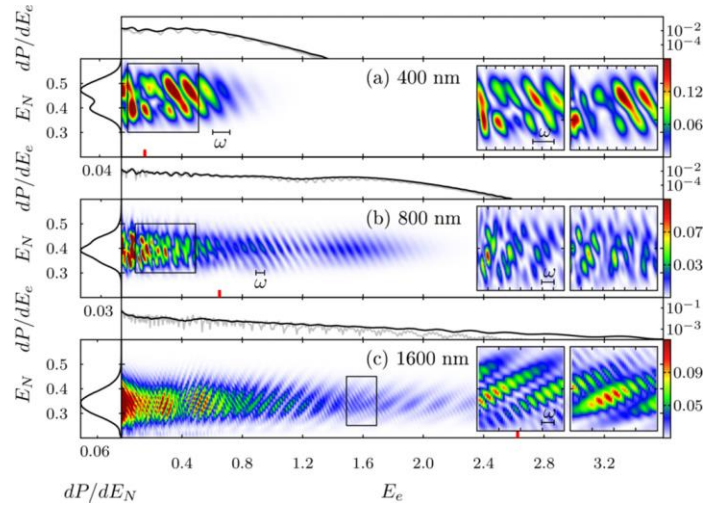 dP/dE_e
10^{-2}
10^{-4}
E_N
0.5
0.4
0.3
(a) 400 nm
ω
ω
0.12
0.06
dP/dE_e
0.04
10^{-2}
10^{-4}
E_N
0.5
0.4
0.3
(b) 800 nm
ω
ω
0.07
0.03
dP/dE_e
0.03
10^{-1}
10^{-3}
E_N
0.5
0.4
0.3
(c) 1600 nm
ω
0.09
0.05
0.06
0.4 1.2 2.0 2.8
0.8 1.6 2.4 3.2
dP/dE_N
E_e